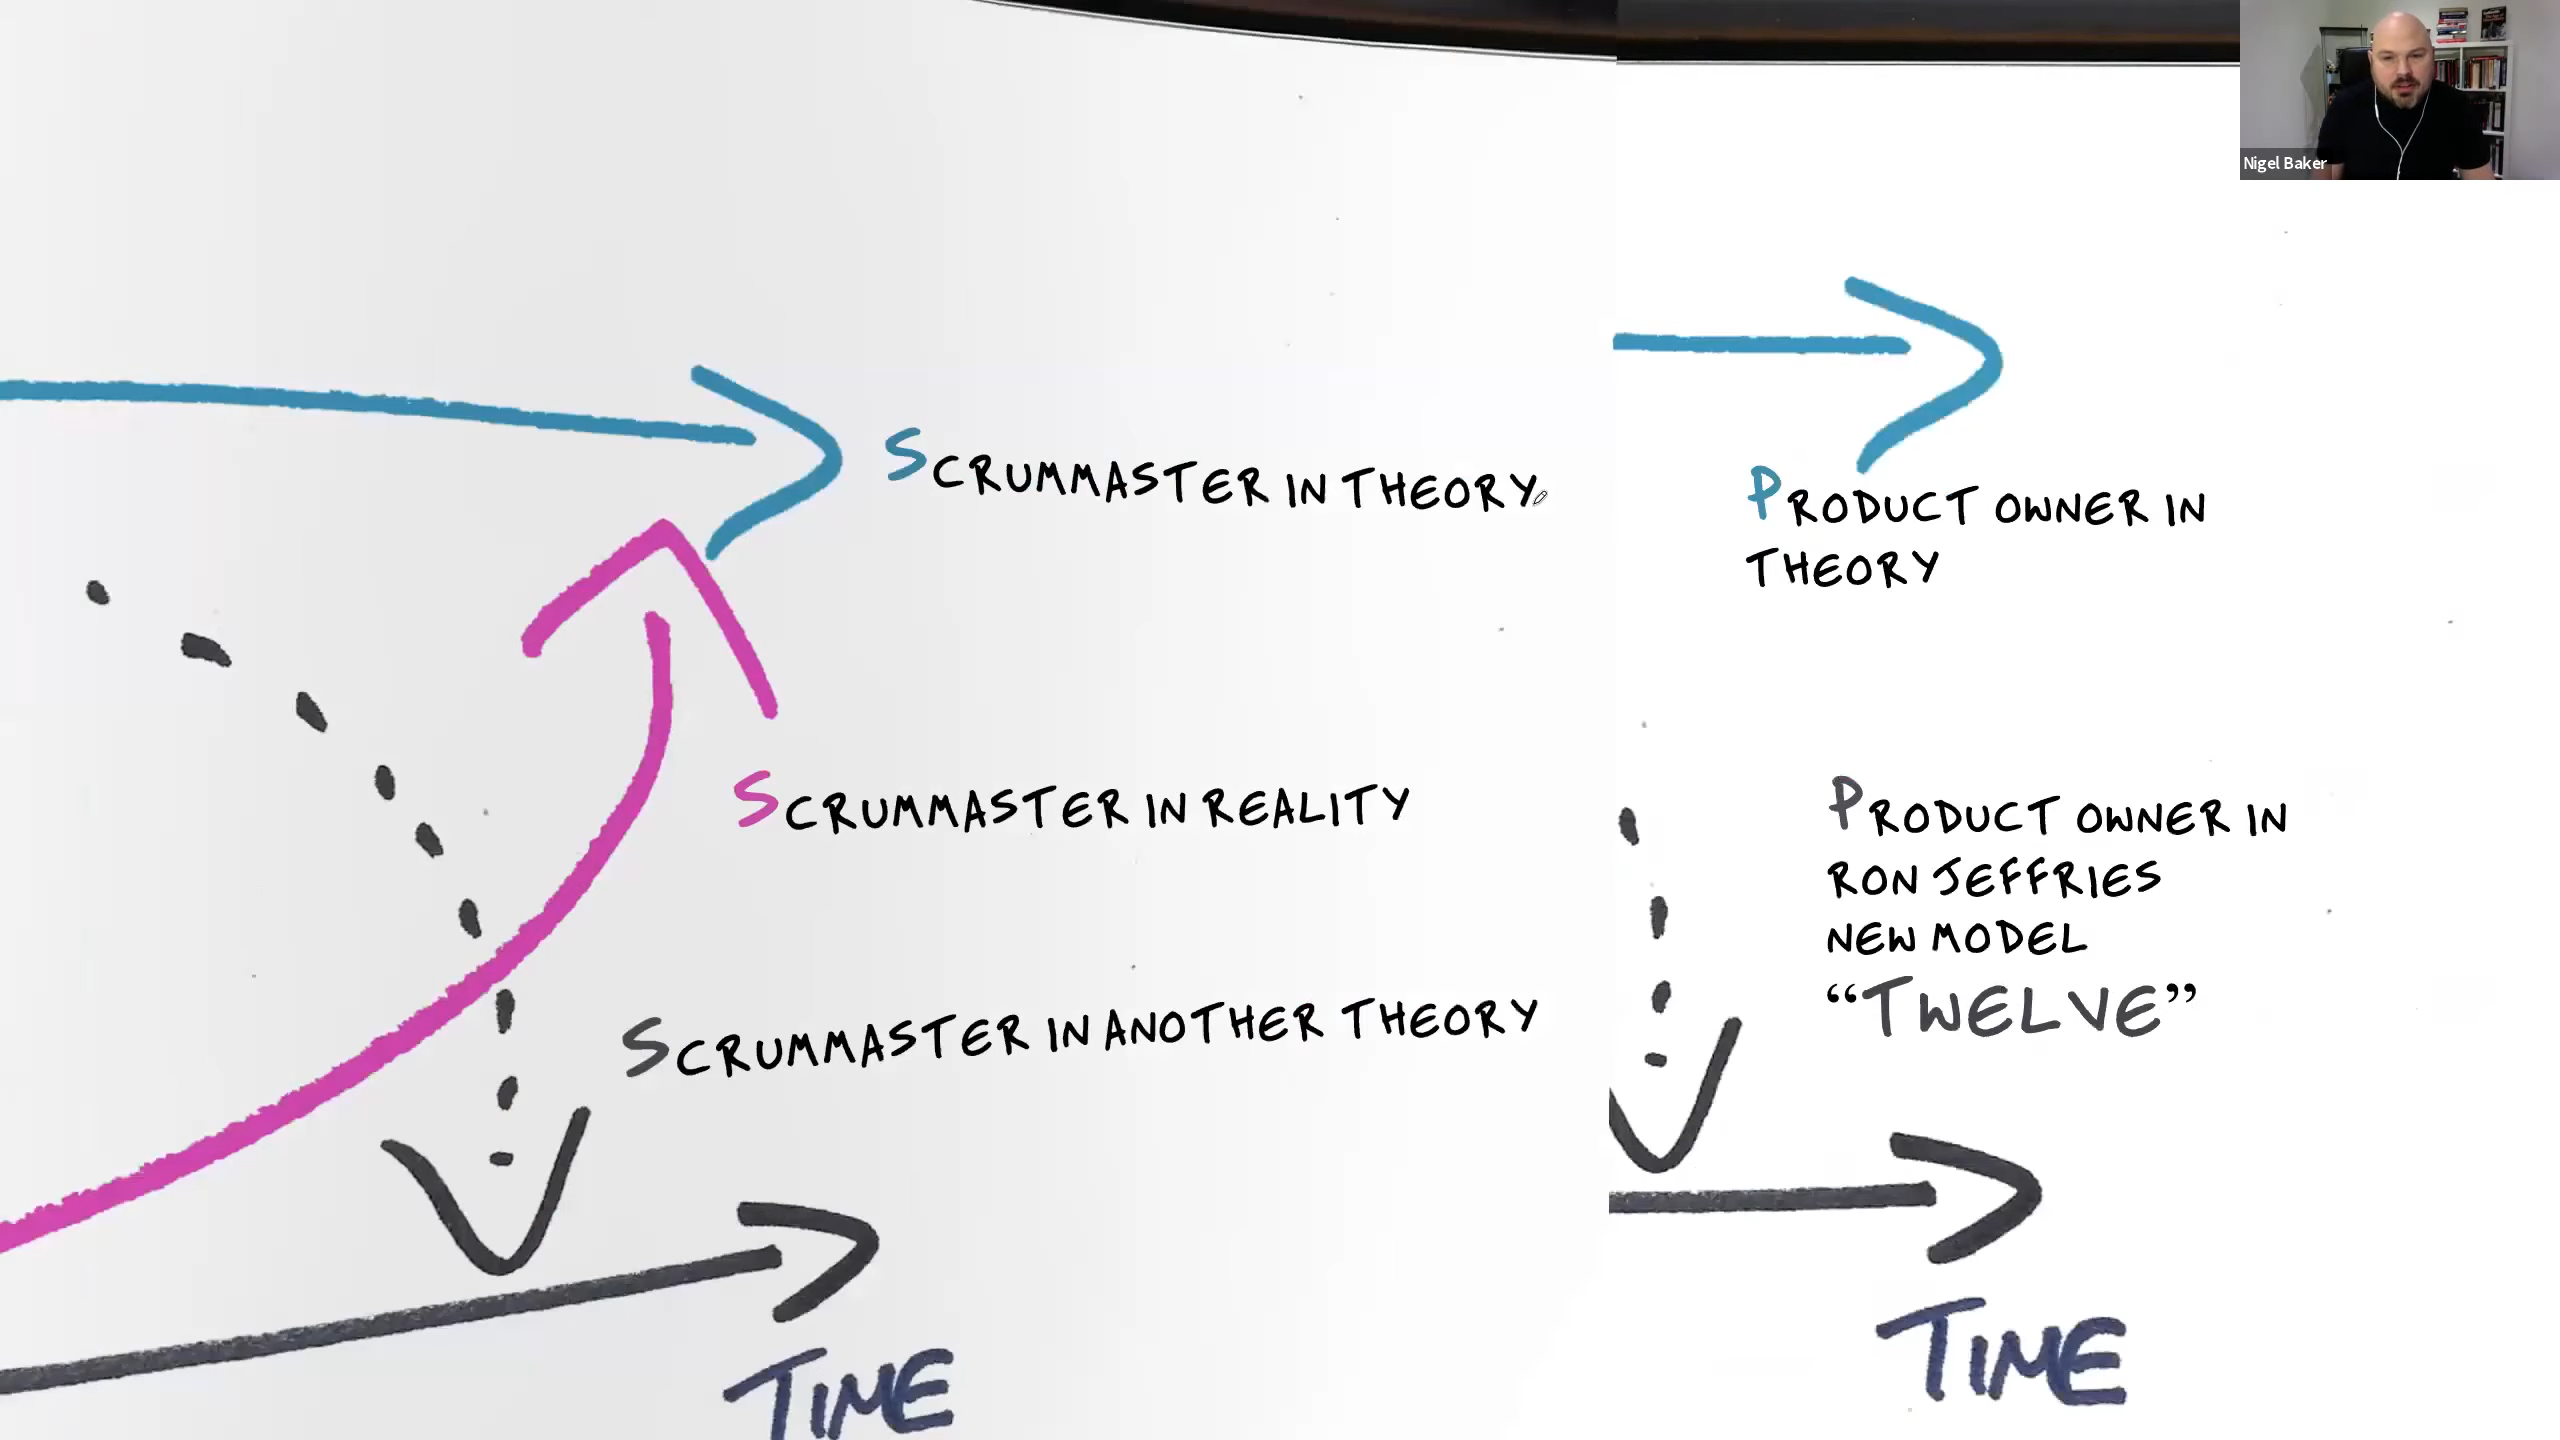 Nigel Baker
SCRUMMASTER IN THEORY
SCRUMMASTER IN REALITY
SCRUMMASTER IN ANOTHER THEORY
TIME
PRODUCT OWNER IN
THEORY
PRODUCT OWNER IN
RON JEFFRIES
NEW MODEL
“TWELVE”
TIME